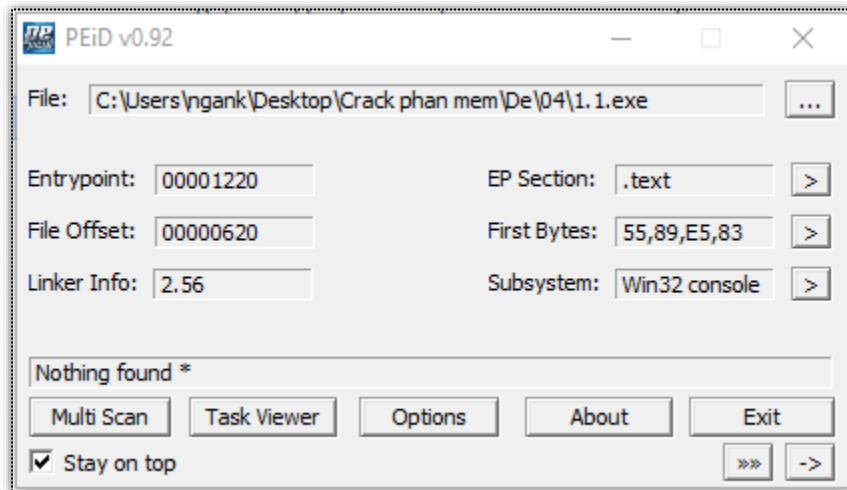 PEiD v0.92
File: C:\Users\ngank\Desktop\Crack phan mem\De\04\1.1.exe ...
Entrypoint: 00001220 EP Section: .text >
File Offset: 00000620 First Bytes: 55,89,E5,83 >
Linker Info: 2.56 Subsystem: Win32 console >
Nothing found *
Multi Scan Task Viewer Options About Exit
Stay on top »» ->